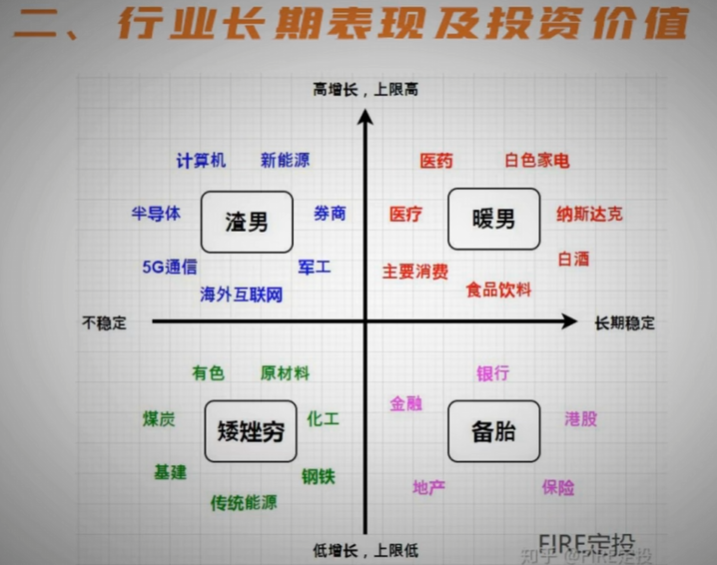 二、行业长期表现及投资价值
高增长，上限高
计算机 新能源
医药 白色家电
半导体 渣男 券商
医疗 暖男 纳斯达克
5G通信 军工
主要消费 白酒
海外互联网
食品饮料
不稳定 长期稳定
有色 原材料
银行
煤炭 矮矬穷 化工
金融 备胎 港股
基建 钢铁
地产 保险
传统能源
FIRE定投
知乎 @FIRE定投
低增长，上限低